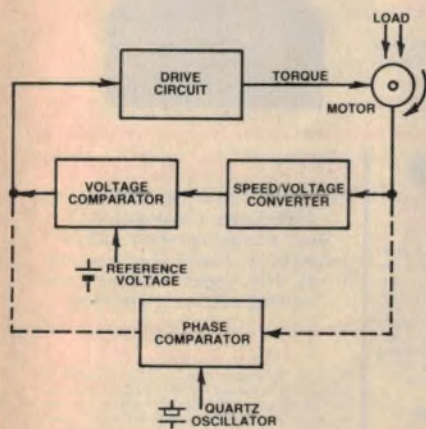 LOAD
DRIVE
CIRCUIT
TORQUE
MOTOR
VOLTAGE
COMPARATOR
SPEED/VOLTAGE
CONVERTER
REFERENCE
VOLTAGE
PHASE
COMPARATOR
QUARTZ
OSCILLATOR